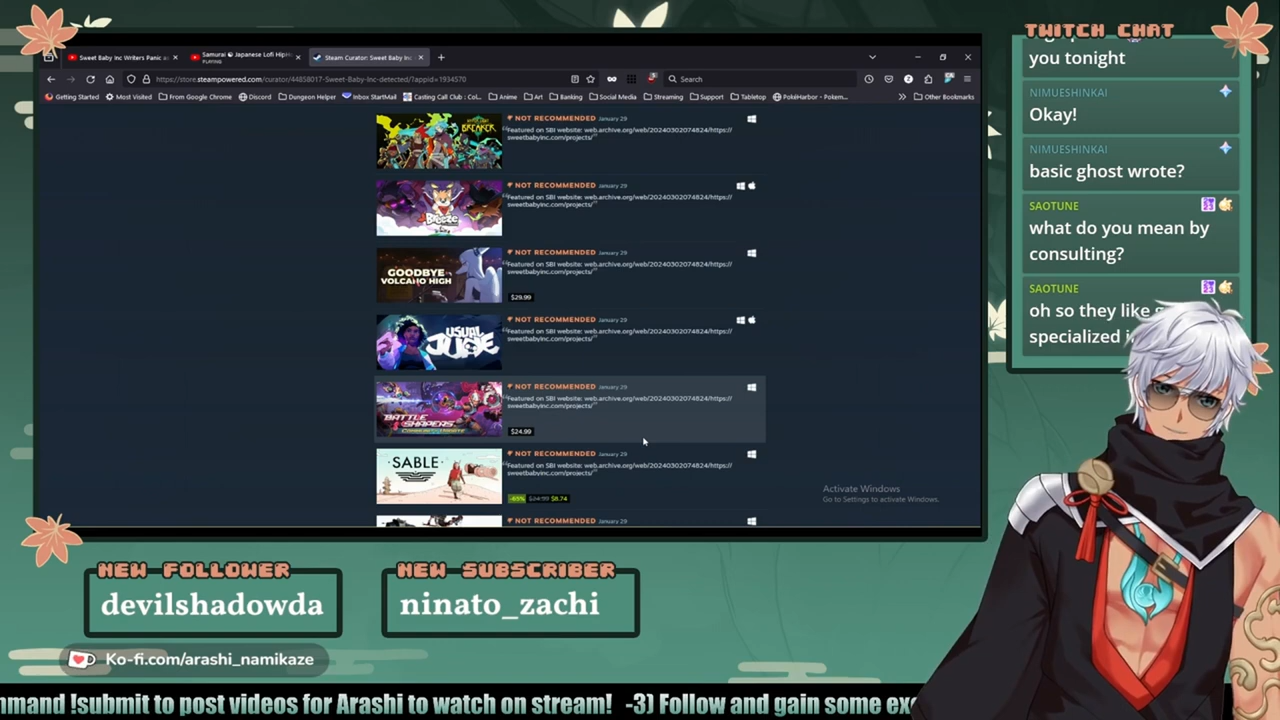 Sweet Baby Inc Writers Panic as
Samurai ☯ Japanese Lofi HipHo
PLAYING
Steam Curator: Sweet Baby Inc
https://store.steampowered.com/curator/44858017-Sweet-Baby-Inc-detected/?appid=1934570
Search
Getting Started
Most Visited
From Google Chrome
Discord
Dungeon Helper
Inbox StartMail
Casting Call Club : Col...
Anime
Art
Banking
Social Media
Streaming
Support
Tabletop
PokéHarbor - Pokem...
Other Bookmarks
BREAKER
NOT RECOMMENDED January 29
"Featured on SBI website: web.archive.org/web/20240302074824/https://
sweetbabyinc.com/projects/"
Breeze
NOT RECOMMENDED January 29
"Featured on SBI website: web.archive.org/web/20240302074824/https://
sweetbabyinc.com/projects/"
GOODBYE
VOLCANO HIGH
NOT RECOMMENDED January 29
"Featured on SBI website: web.archive.org/web/20240302074824/https://
sweetbabyinc.com/projects/"
$29.99
USUAL
JUNE
NOT RECOMMENDED January 29
"Featured on SBI website: web.archive.org/web/20240302074824/https://
sweetbabyinc.com/projects/"
BATTLE
SHAPERS
NOT RECOMMENDED January 29
"Featured on SBI website: web.archive.org/web/20240302074824/https://
sweetbabyinc.com/projects/"
$24.99
SABLE
NOT RECOMMENDED January 29
"Featured on SBI website: web.archive.org/web/20240302074824/https://
sweetbabyinc.com/projects/"
-65% $24.99 $8.74
NOT RECOMMENDED January 29
Activate Windows
Go to Settings to activate Windows.
TWITCH CHAT
you tonight
NIMUESHINKAI
Okay!
NIMUESHINKAI
basic ghost wrote?
SAOTUNE
what do you mean by
consulting?
SAOTUNE
oh so they like
specialized
NEW FOLLOWER
devilshadowda
NEW SUBSCRIBER
ninato_zachi
Ko-fi.com/arashi_namikaze
mmand !submit to post videos for Arashi to watch on stream! -3) Follow and gain some exc